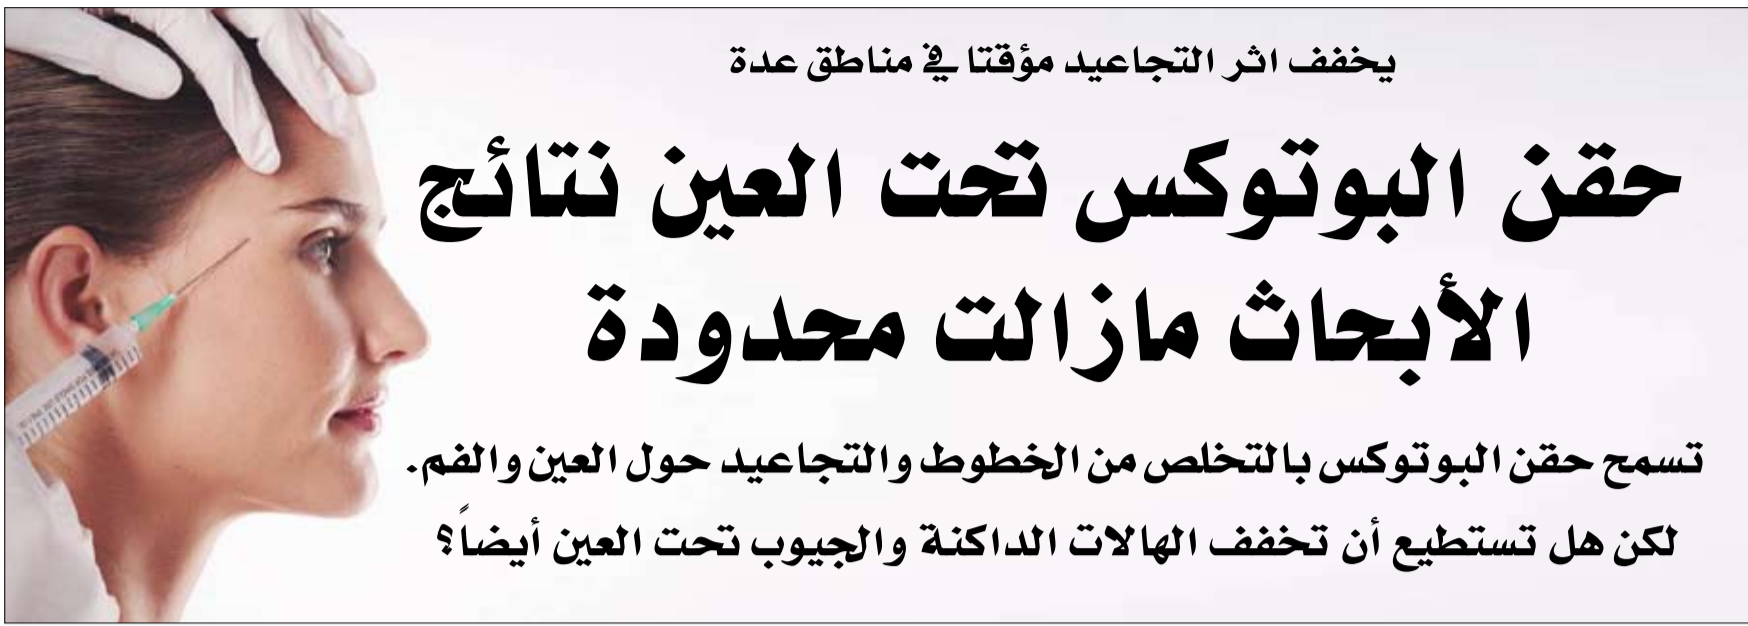 يخفف اثر التجاعيد مؤقتا في مناطق عدة
حقن البوتوكس تحت العين نتائج
الأبحاث مازالت محدودة
تسمح حقن البوتوكس بالتخلص من الخطوط والتجاعيد حول العين والفم.
لكن هل تستطيع أن تخفف الهالات الداكنة والجيوب تحت العين أيضاً؟